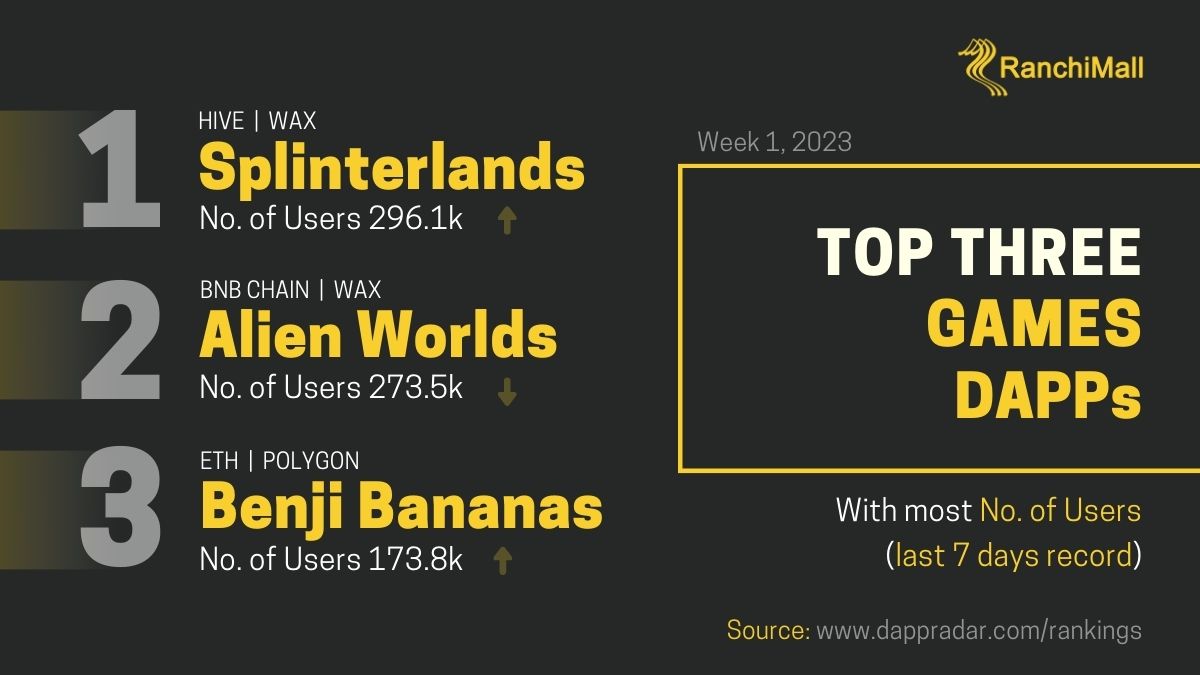 RanchiMall
1
HIVE | WAX
Splinterlands
No. of Users 296.1k
2
BNB CHAIN | WAX
Alien Worlds
No. of Users 273.5k
3
ETH | POLYGON
Benji Bananas
No. of Users 173.8k
Week 1, 2023
TOP THREE
GAMES
DAPPs
With most No. of Users
(last 7 days record)
Source: www.dappradar.com/rankings